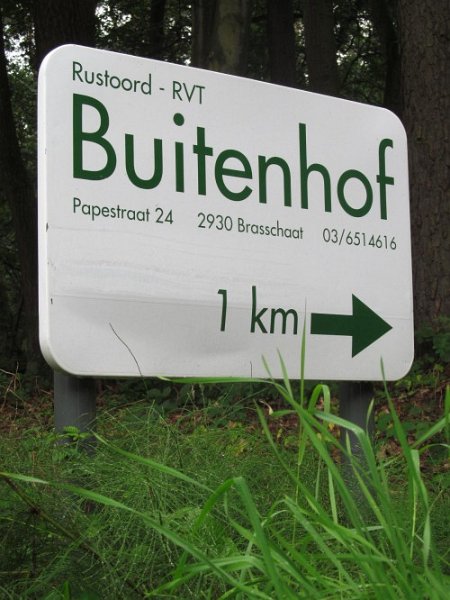 Rustoord - RVT
Buitenhof
Papestraat 24 2930 Brasschaat 03/6514616
1 km